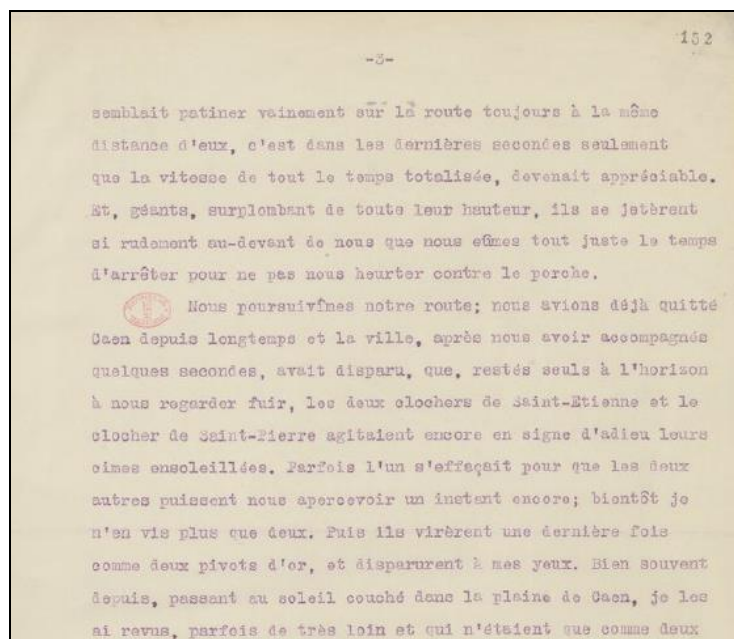 152
-3-
semblait patiner vainement sur la route toujours à la même
distance d'eux, c'est dans les dernières secondes seulement
que la vitesse de tout le temps totalisée, devenait appréciable.
Et, géants, surplombant de toute leur hauteur, ils se jetèrent
si rudement au-devant de nous que nous eûmes tout juste le temps
d'arrêter pour ne pas nous heurter contre le porche.
Nous poursuivîmes notre route; nous avions déjà quitté
Caen depuis longtemps et la ville, après nous avoir accompagnés
quelques secondes, avait disparu, que, restés seuls à l'horizon
à nous regarder fuir, les deux clochers de Saint-Etienne et le
clocher de Saint-Pierre agitaient encore en signe d'adieu leurs
cimes ensoleillées. Parfois l'un s'effaçait pour que les deux
autres puissent nous apercevoir un instant encore; bientôt je
n'en vis plus que deux. Puis ils virèrent une dernière fois
comme deux pivots d'or, et disparurent à mes yeux. Bien souvent
depuis, passant au soleil couché dans la plaine de Caen, je les
ai revus, parfois de très loin et qui n'étaient que comme deux